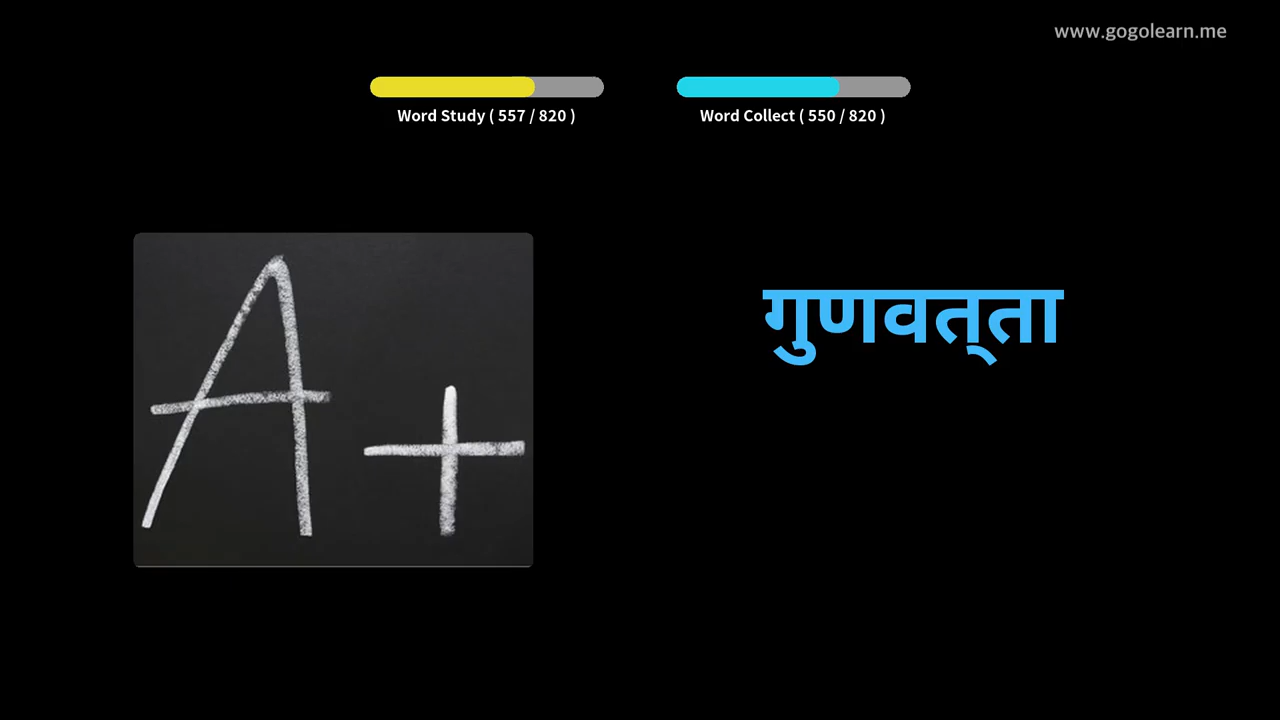 www.gogolearn.me
Word Study ( 557 / 820 )
Word Collect ( 550 / 820 )
A+
गुणवत्‌ता